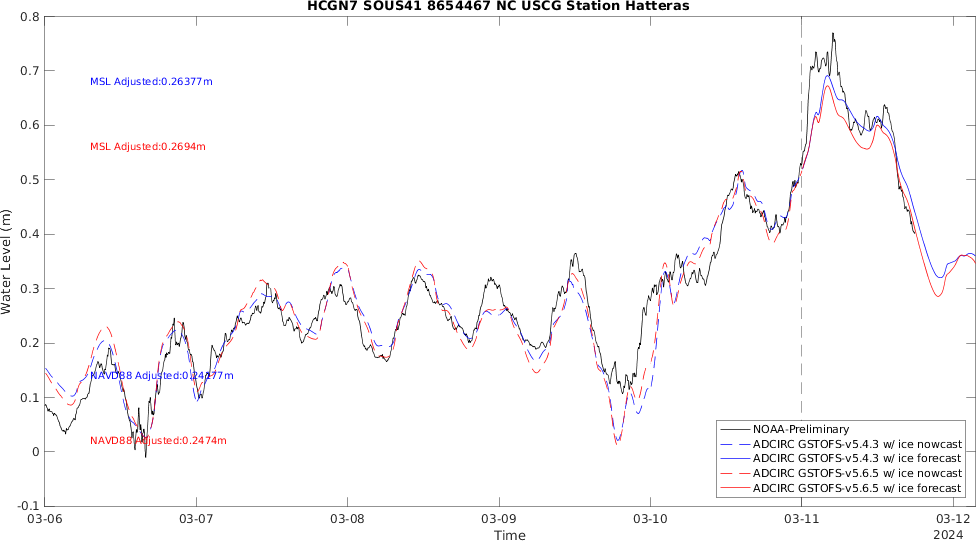 HCGN7 SOUS41 8654467 NC USCG Station Hatteras
0.8
0.7
0.6
0.5
0.4
0.3
0.2
0.1
0
-0.1
Water Level (m)
MSL Adjusted:0.26377m
MSL Adjusted:0.2694m
NAVD88 Adjusted:0.24177m
NAVD88 Adjusted:0.2474m
NOAA-Preliminary
ADCIRC GSTOFS-v5.4.3 w/ ice nowcast
ADCIRC GSTOFS-v5.4.3 w/ ice forecast
ADCIRC GSTOFS-v5.6.5 w/ ice nowcast
ADCIRC GSTOFS-v5.6.5 w/ ice forecast
03-06 03-07 03-08 03-09 03-10 03-11 03-12
Time
2024